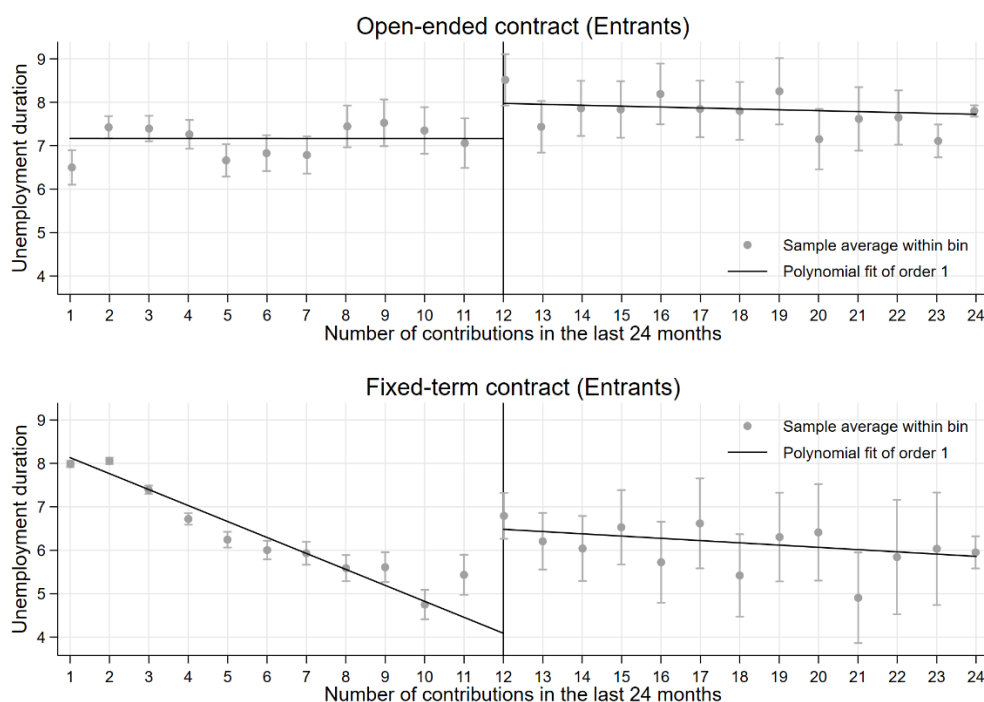 Open-ended contract (Entrants)
Unemployment duration
9
8
7
6
5
4
Sample average within bin
Polynomial fit of order 1
1 2 3 4 5 6 7 8 9 10 11 12 13 14 15 16 17 18 19 20 21 22 23 24
Number of contributions in the last 24 months
Fixed-term contract (Entrants)
Unemployment duration
9
8
7
6
5
4
Sample average within bin
Polynomial fit of order 1
1 2 3 4 5 6 7 8 9 10 11 12 13 14 15 16 17 18 19 20 21 22 23 24
Number of contributions in the last 24 months